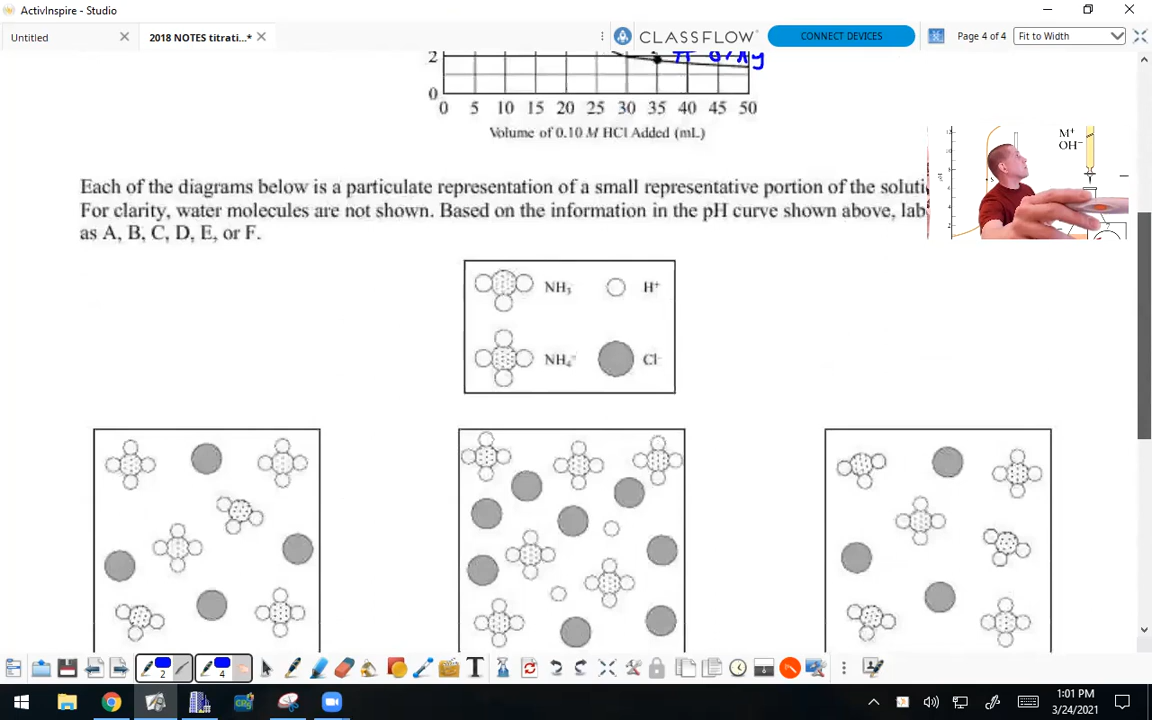 ActivInspire - Studio
Untitled
2018 NOTES titrati...*
CLASSFLOW
CONNECT DEVICES
Page 4 of 4
Fit to Width
2
0
0 5 10 15 20 25 30 35 40 45 50
Volume of 0.10 M HCl Added (mL)
M+
OH-
Each of the diagrams below is a particulate representation of a small representative portion of the soluti
For clarity, water molecules are not shown. Based on the information in the pH curve shown above, lab
as A, B, C, D, E, or F.
NH3 H+
NH4+ Cl-
2
4
1:01 PM
3/24/2021